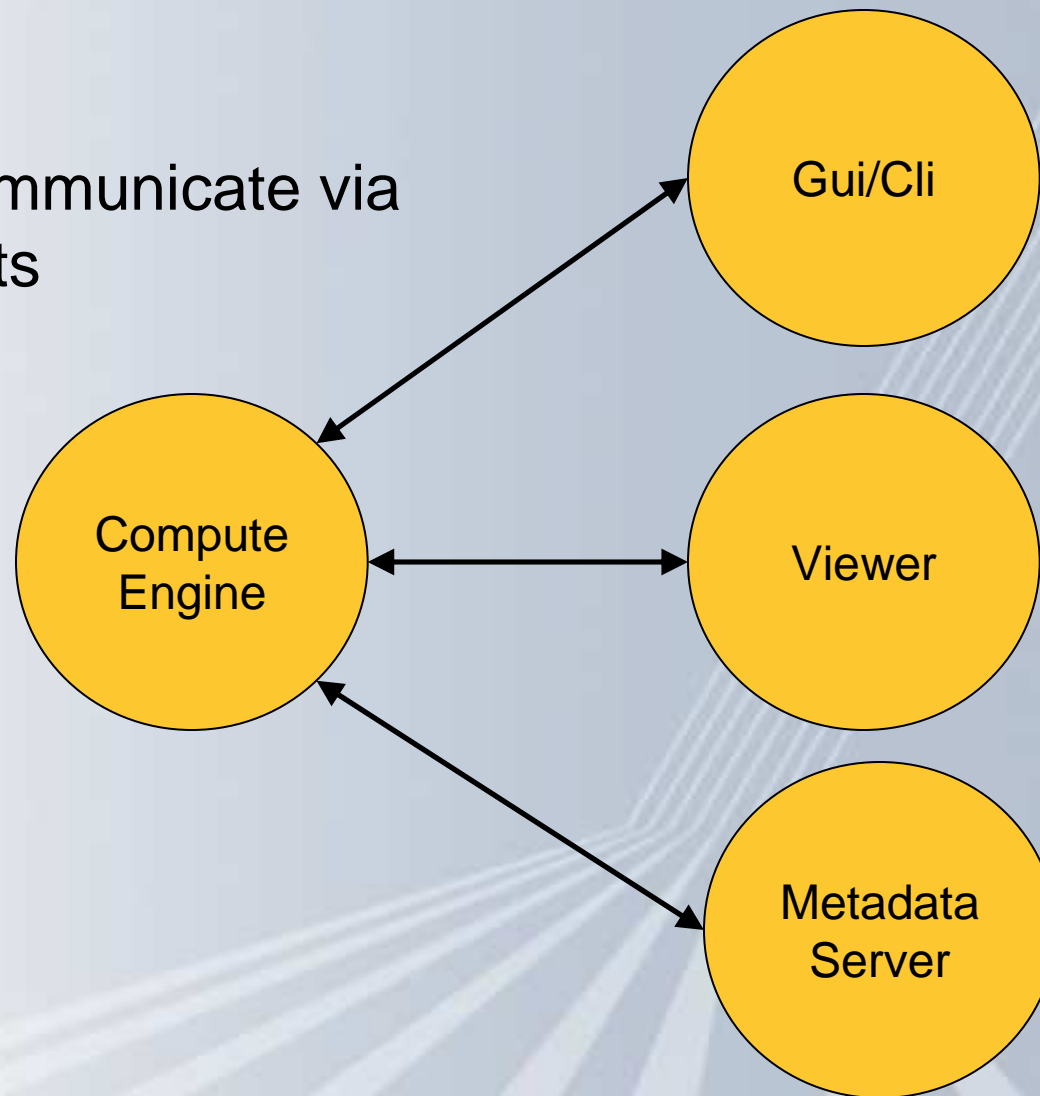 mmunicate via
ts
Gui/Cli
Compute
Engine
Viewer
Metadata
Server